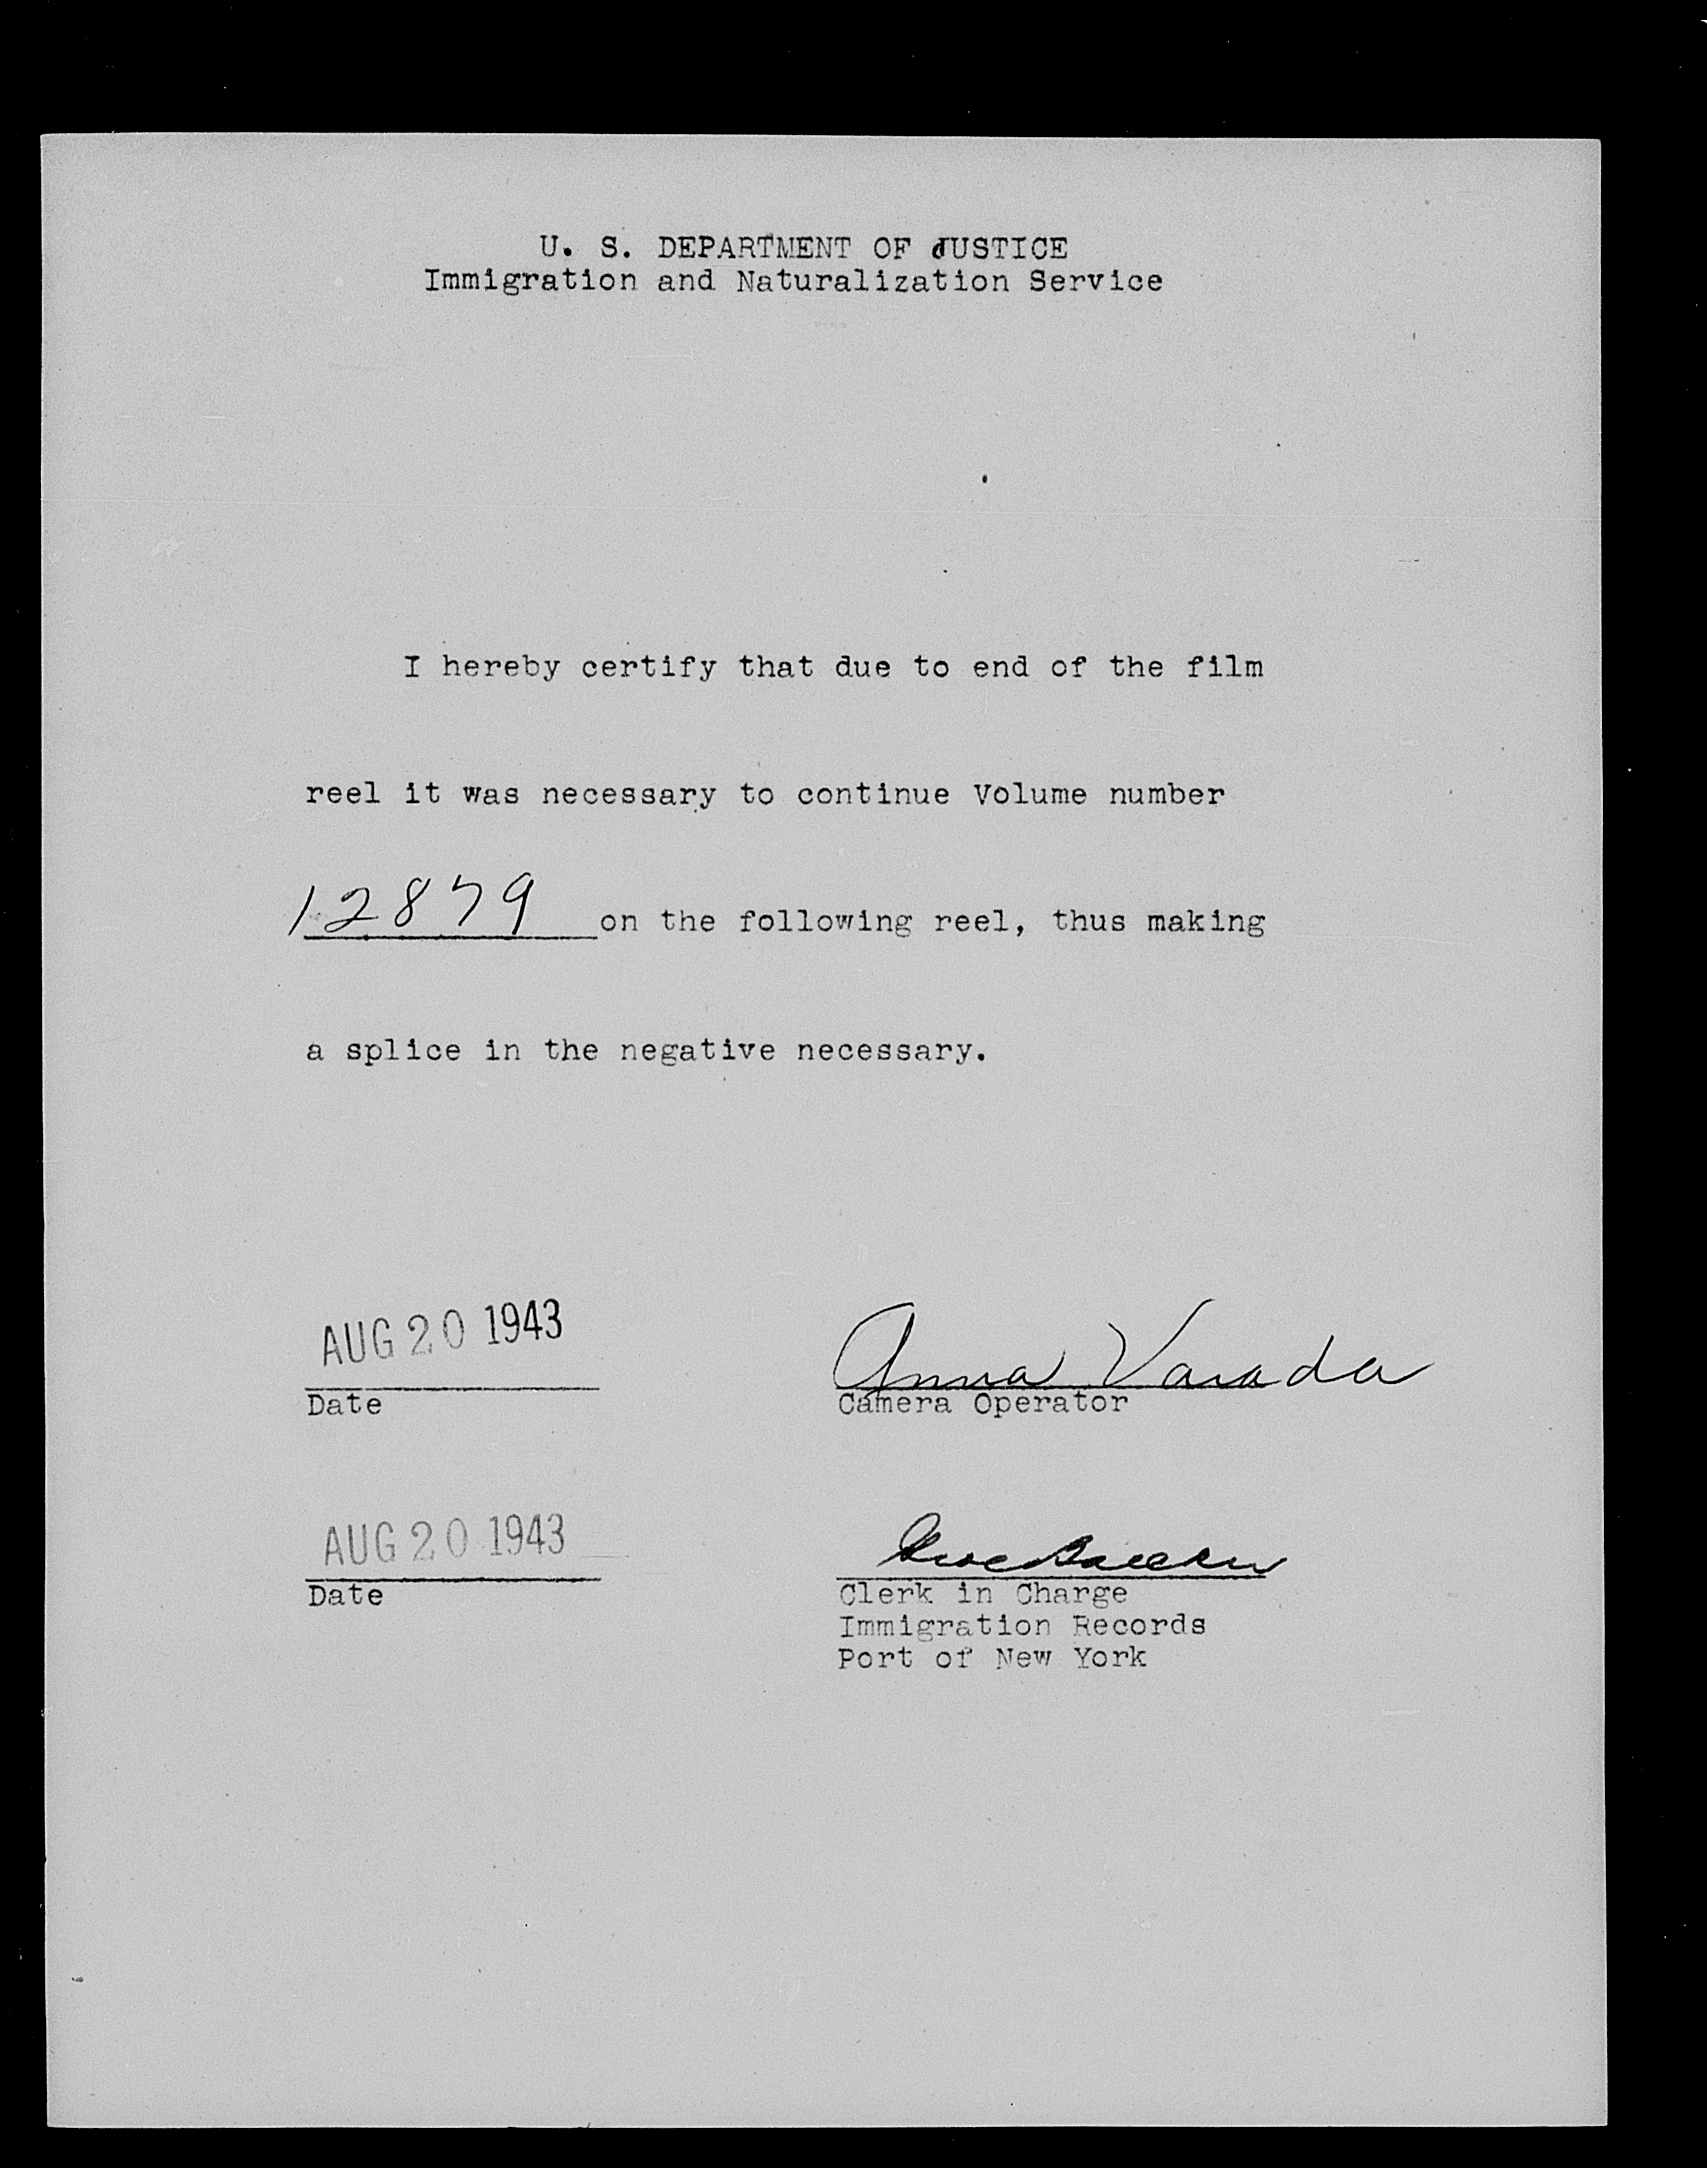 U. S. DEPARTMENT OF JUSTICE
Immigration and Naturalization Service
I hereby certify that due to end of the film
reel it was necessary to continue Volume number
12879 on the following reel, thus making
a splice in the negative necessary.
AUG 20 1943
Date
Anna Varada
Camera Operator
AUG 20 1943
Date
Clerk in Charge
Immigration Records
Port of New York